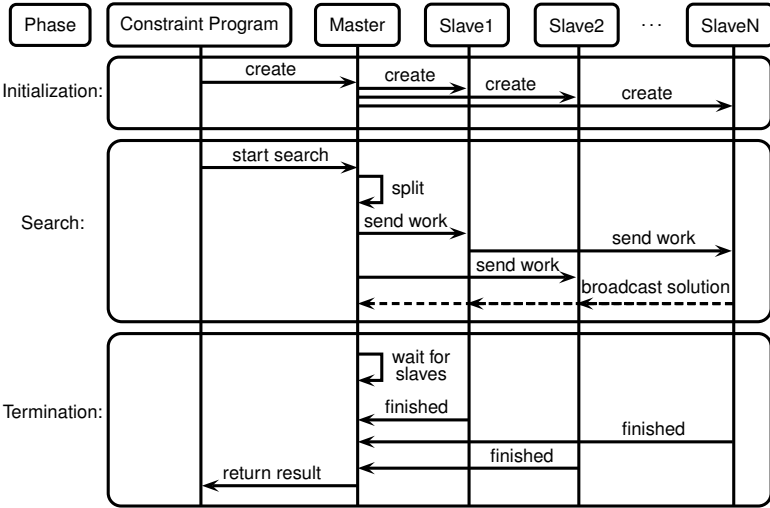 Phase
Constraint Program
Master
Slave1
Slave2
...
SlaveN
Initialization:
create
create
create
create
Search:
start search
split
send work
send work
send work
broadcast solution
Termination:
wait for
slaves
finished
finished
finished
return result